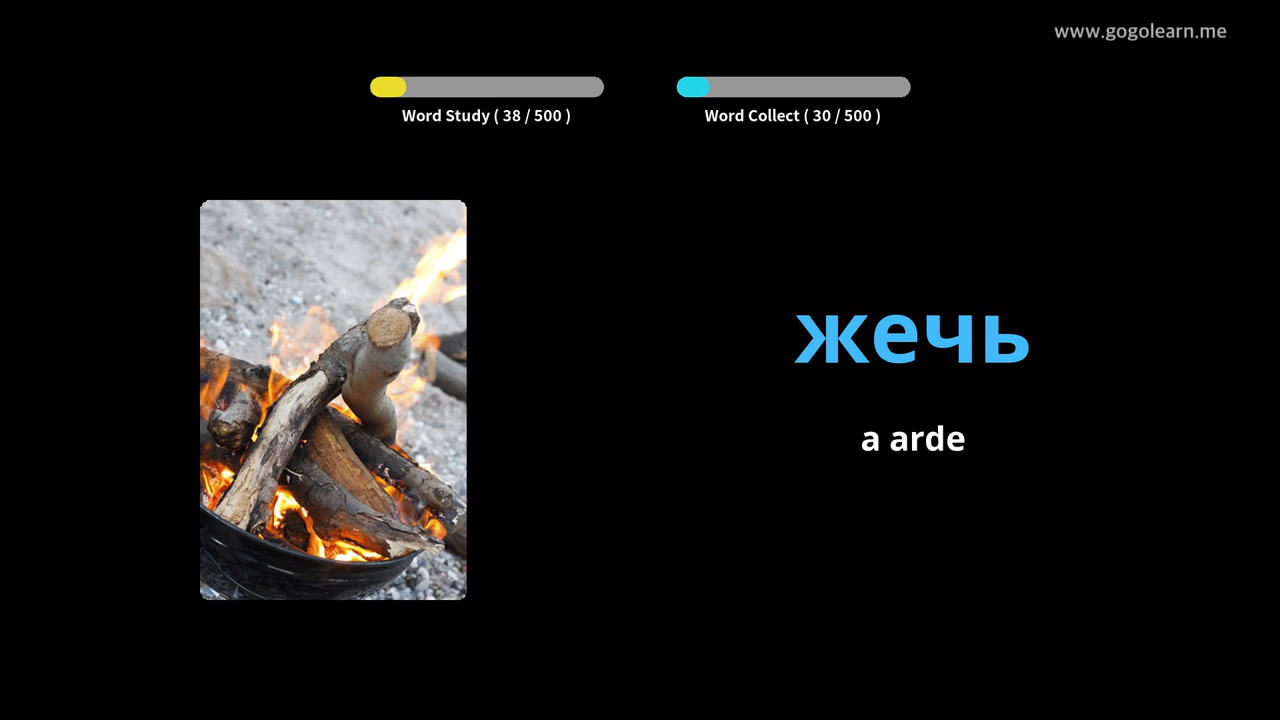 www.gogolearn.me
Word Study ( 38 / 500 )
Word Collect ( 30 / 500 )
жечь
a arde